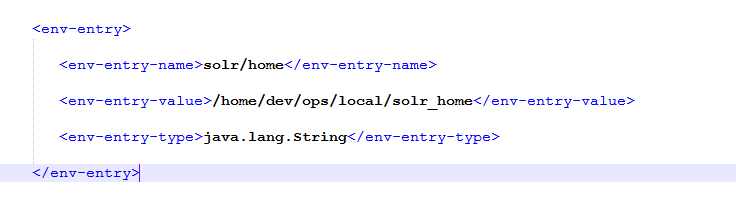 <env-entry>
<env-entry-name>solr/home</env-entry-name>
<env-entry-value>/home/dev/ops/local/solr_home</env-entry-value>
<env-entry-type>java.lang.String</env-entry-type>
</env-entry>